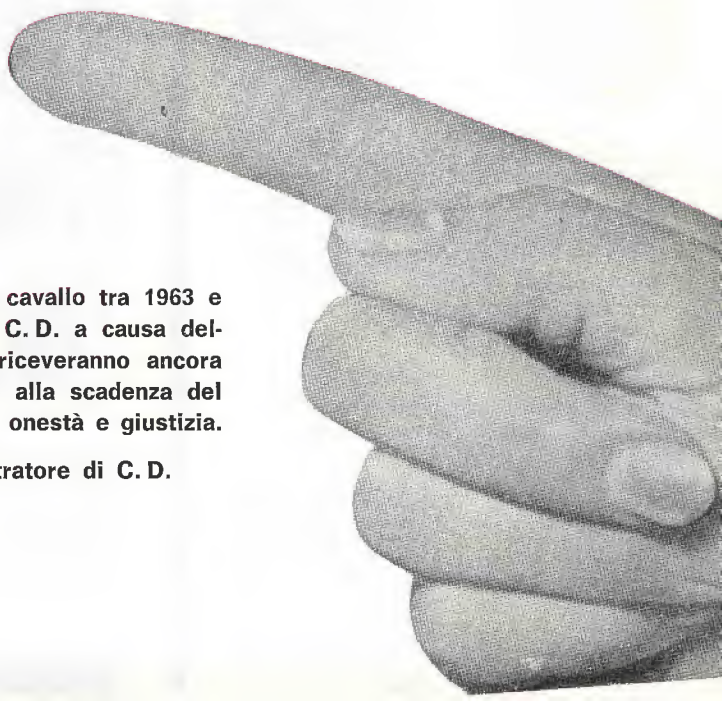 cavallo tra 1963 e
C. D. a causa del-
riceveranno ancora
alla scadenza del
onestà e giustizia.
tratore di C. D.